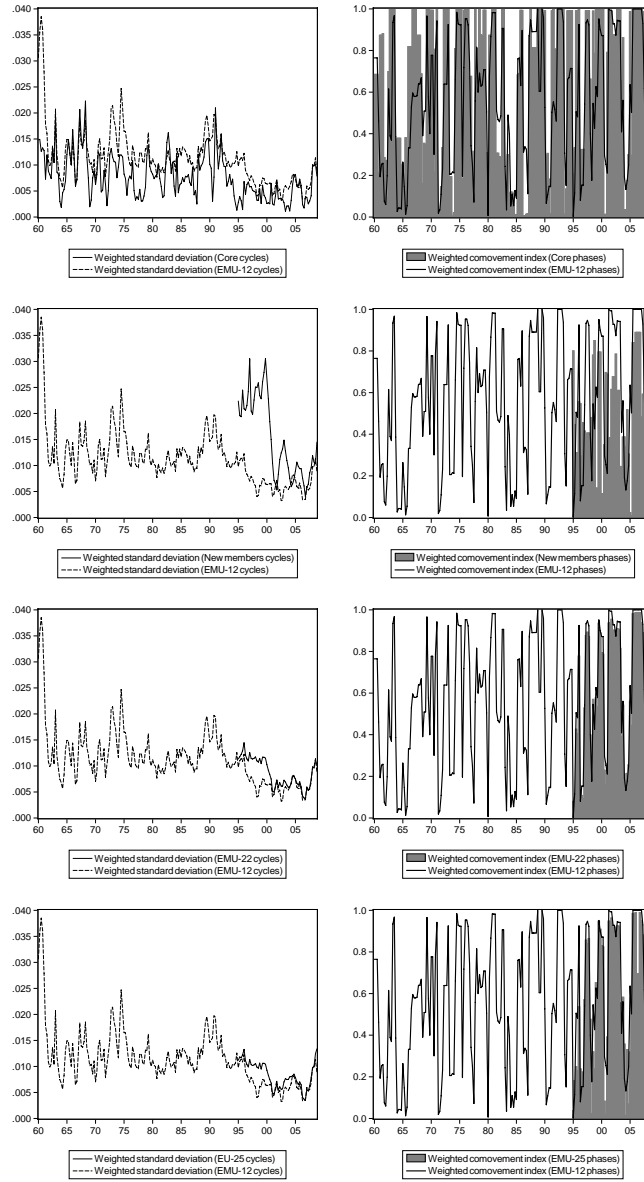 .040
.035
.030
.025
.020
.015
.010
.005
.000
60 65 70 75 80 85 90 95 00 05
Weighted standard deviation (Core cycles)
Weighted standard deviation (EMU-12 cycles)
1.0
0.8
0.6
0.4
0.2
0.0
60 65 70 75 80 85 90 95 00 05
Weighted comovement index (Core phases)
Weighted comovement index (EMU-12 phases)
.040
.035
.030
.025
.020
.015
.010
.005
.000
60 65 70 75 80 85 90 95 00 05
Weighted standard deviation (New members cycles)
Weighted standard deviation (EMU-12 cycles)
1.0
0.8
0.6
0.4
0.2
0.0
60 65 70 75 80 85 90 95 00 05
Weighted comovement index (New members phases)
Weighted comovement index (EMU-12 phases)
.040
.035
.030
.025
.020
.015
.010
.005
.000
60 65 70 75 80 85 90 95 00 05
Weighted standard deviation (EMU-22 cycles)
Weighted standard deviation (EMU-12 cycles)
1.0
0.8
0.6
0.4
0.2
0.0
60 65 70 75 80 85 90 95 00 05
Weighted comovement index (EMU-22 phases)
Weighted comovement index (EMU-12 phases)
.040
.035
.030
.025
.020
.015
.010
.005
.000
60 65 70 75 80 85 90 95 00 05
Weighted standard deviation (EU-25 cycles)
Weighted standard deviation (EMU-12 cycles)
1.0
0.8
0.6
0.4
0.2
0.0
60 65 70 75 80 85 90 95 00 05
Weighted comovement index (EMU-25 phases)
Weighted comovement index (EMU-12 phases)